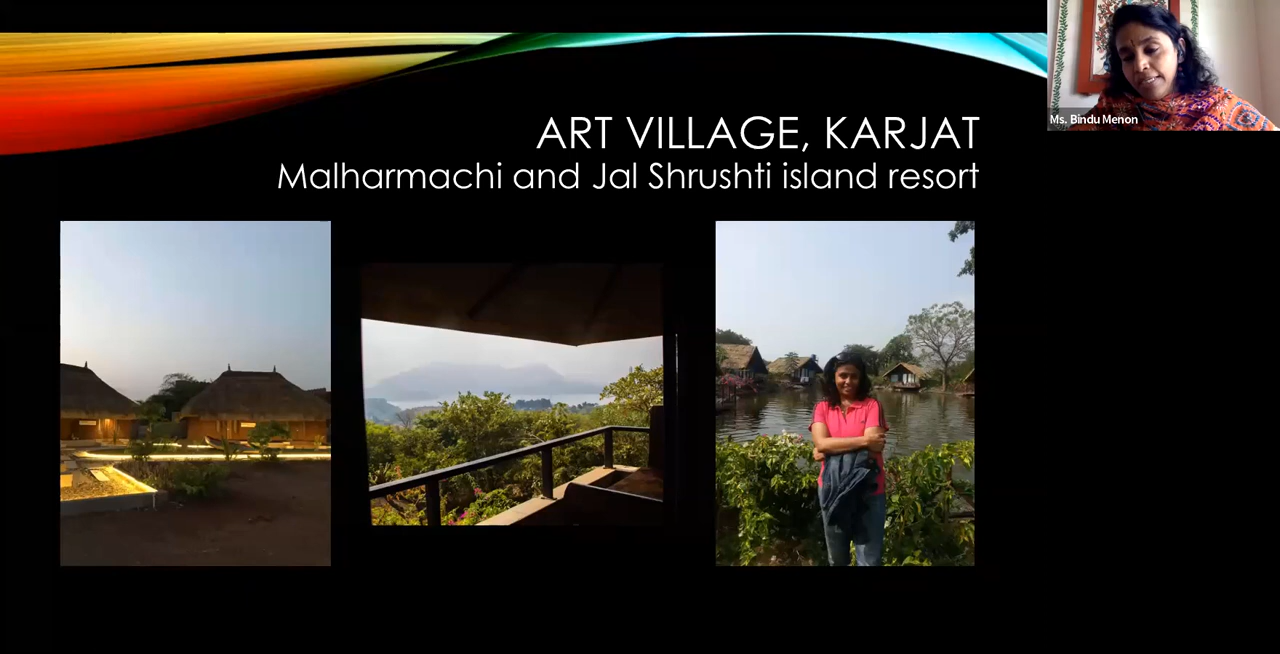 ART VILLAGE, KARJAT
Malharmachi and Jal Shrushti island resort
Ms. Bindu Menon